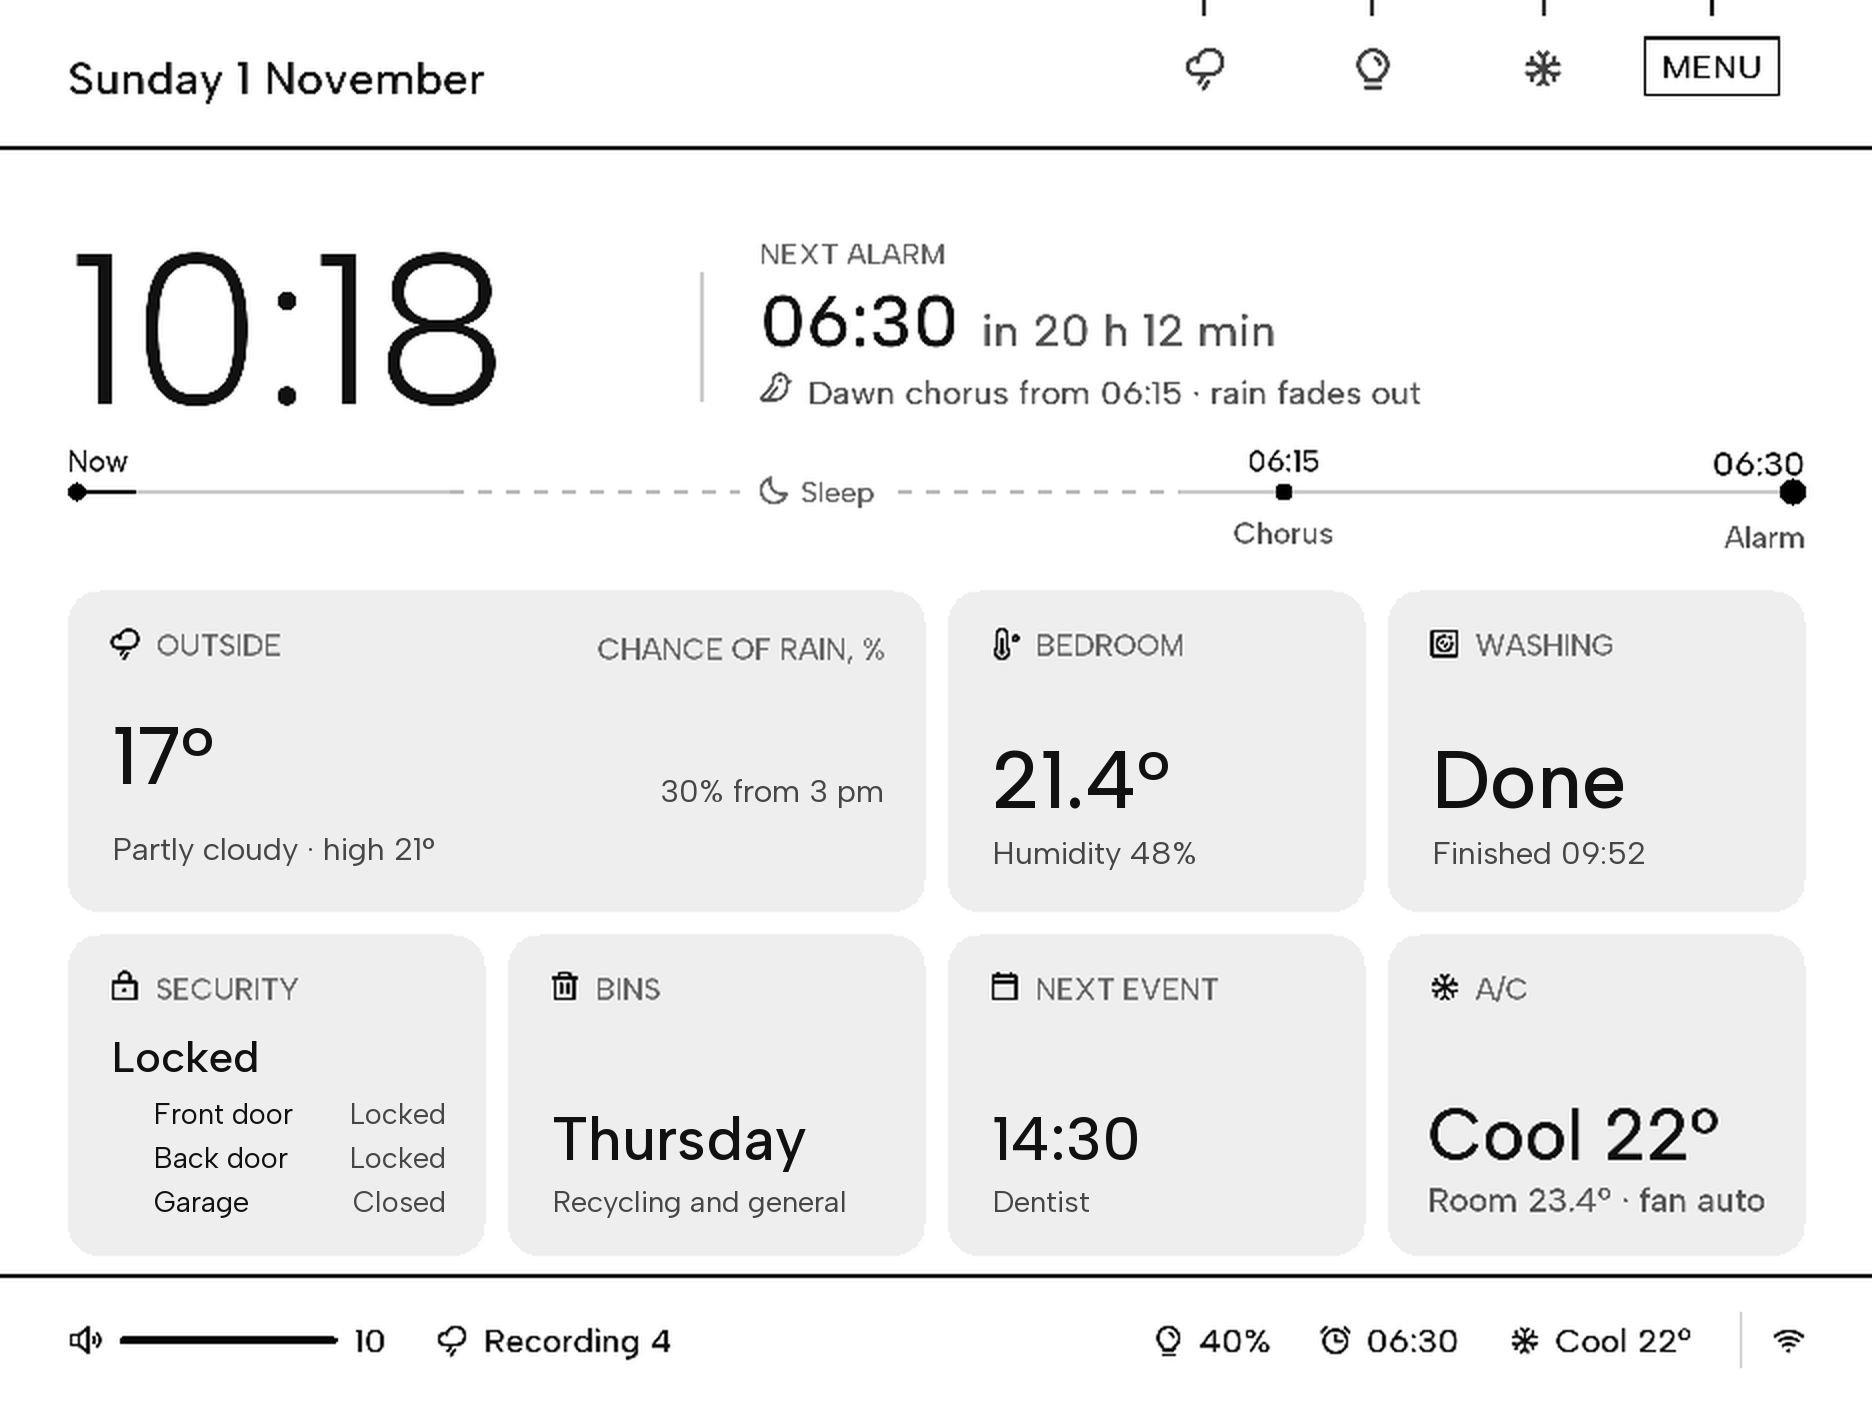 Sunday 1 November
MENU
10:18
NEXT ALARM
06:30 in 20 h 12 min
Dawn chorus from 06:15 · rain fades out
Now
Sleep
06:15
Chorus
06:30
Alarm
OUTSIDE
CHANCE OF RAIN, %
17°
30% from 3 pm
Partly cloudy · high 21°
BEDROOM
21.4°
Humidity 48%
WASHING
Done
Finished 09:52
SECURITY
Locked
Front door Locked
Back door Locked
Garage Closed
BINS
Thursday
Recycling and general
NEXT EVENT
14:30
Dentist
A/C
Cool 22°
Room 23.4° · fan auto
10
Recording 4
40%
06:30
Cool 22°